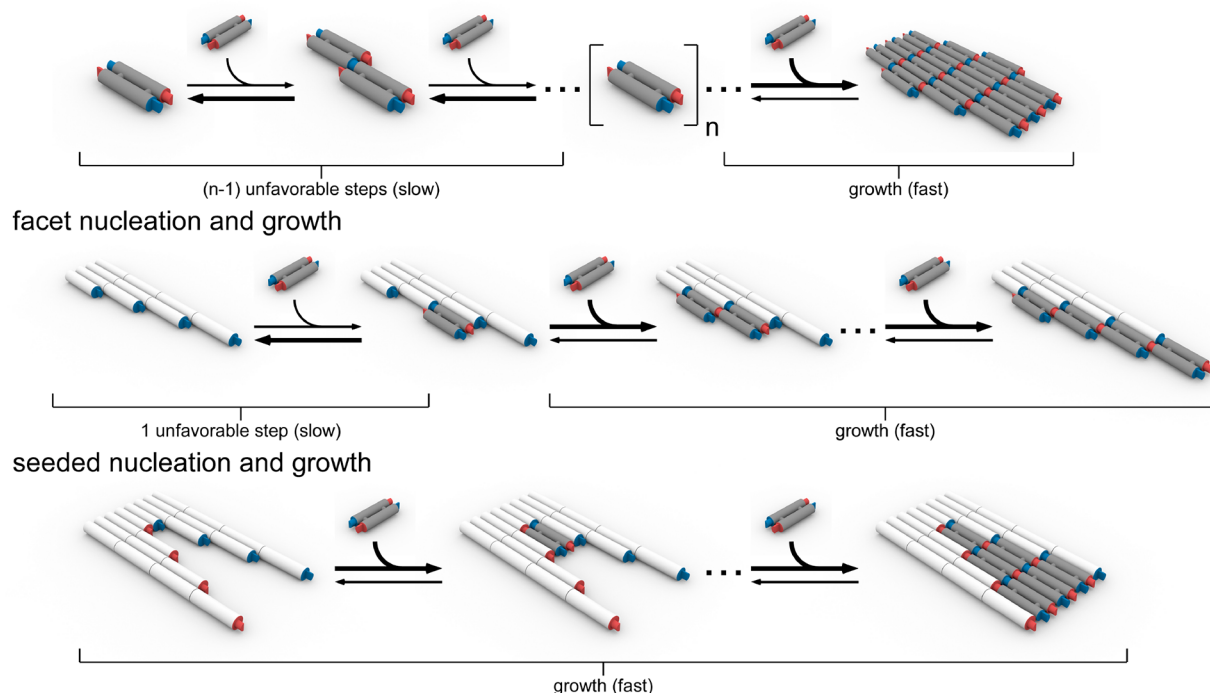 n
(n-1) unfavorable steps (slow)
growth (fast)
facet nucleation and growth
1 unfavorable step (slow)
growth (fast)
seeded nucleation and growth
growth (fast)